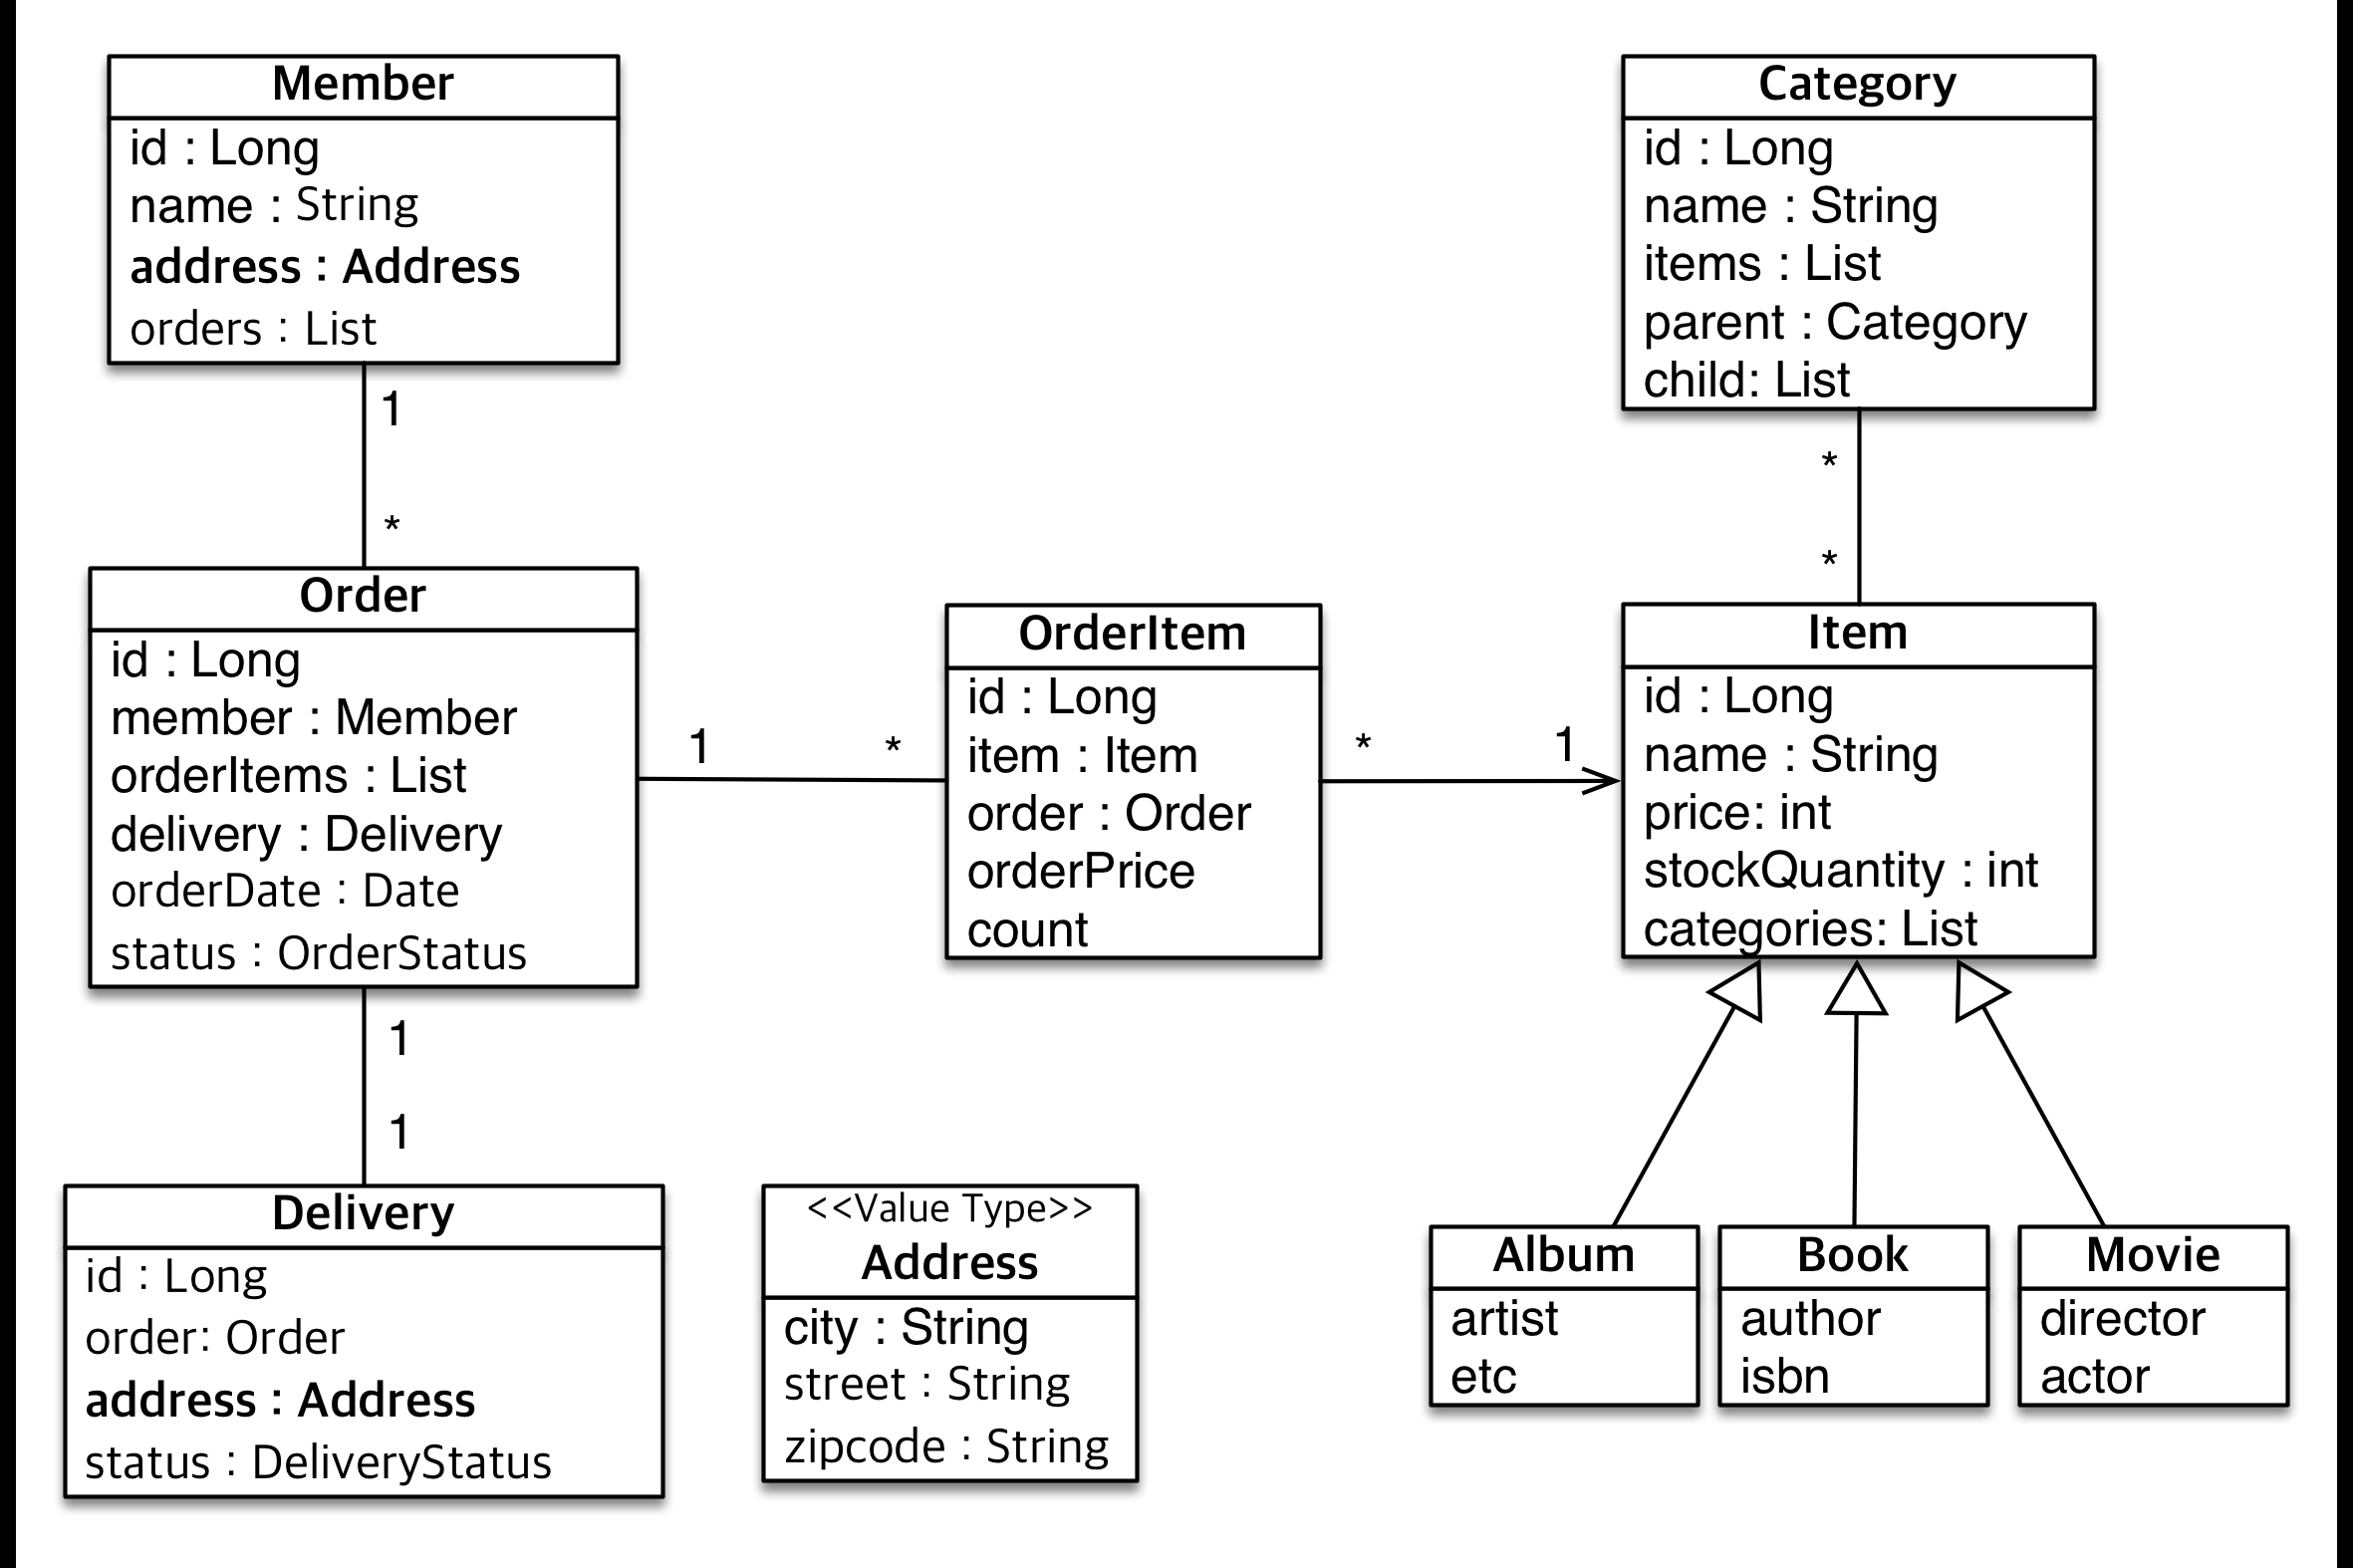 Member
id : Long
name : String
address : Address
orders : List
1
*
Category
id : Long
name : String
items : List
parent : Category
child: List
*
*
Order
id : Long
member : Member
orderItems : List
delivery : Delivery
orderDate : Date
status : OrderStatus
1
*
OrderItem
id : Long
item : Item
order : Order
orderPrice
count
*
1
Item
id : Long
name : String
price: int
stockQuantity : int
categories: List
1
1
Delivery
id : Long
order: Order
address : Address
status : DeliveryStatus
<<Value Type>>
Address
city : String
street : String
zipcode : String
Album
artist
etc
Book
author
isbn
Movie
director
actor